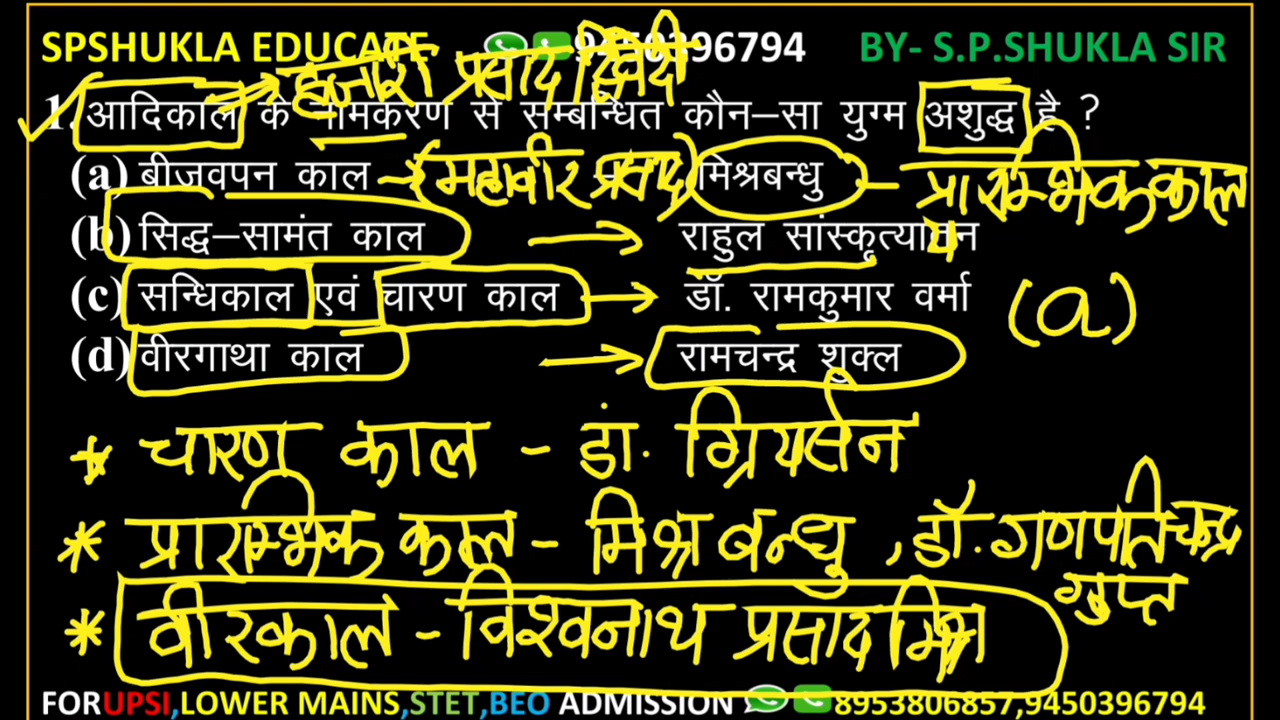 SPSHUKLA EDUCATE 9450396794 BY- S.P.SHUKLA SIR
हजारी प्रसाद द्विवेदी
1. आदिकाल के नामकरण से सम्बन्धित कौन–सा युग्म अशुद्ध है ?
(a) बीजवपन काल (महावीर प्रसाद) मिश्रबन्धु – प्रारम्भिक काल
(b) सिद्ध–सामंत काल → राहुल सांस्कृत्यायन
(c) सन्धिकाल एवं चारण काल → डॉ. रामकुमार वर्मा (a)
(d) वीरगाथा काल → रामचन्द्र शुक्ल
* चारण काल - डां. ग्रियर्सन
* प्रारम्भिक काल - मिश्र बन्धु , डॉ. गणपतिचन्द्र
गुप्त
* वीरकाल - विश्वनाथ प्रसाद मिश्र
FOR UPSI,LOWER MAINS,STET,BEO ADMISSION 8953806857,9450396794